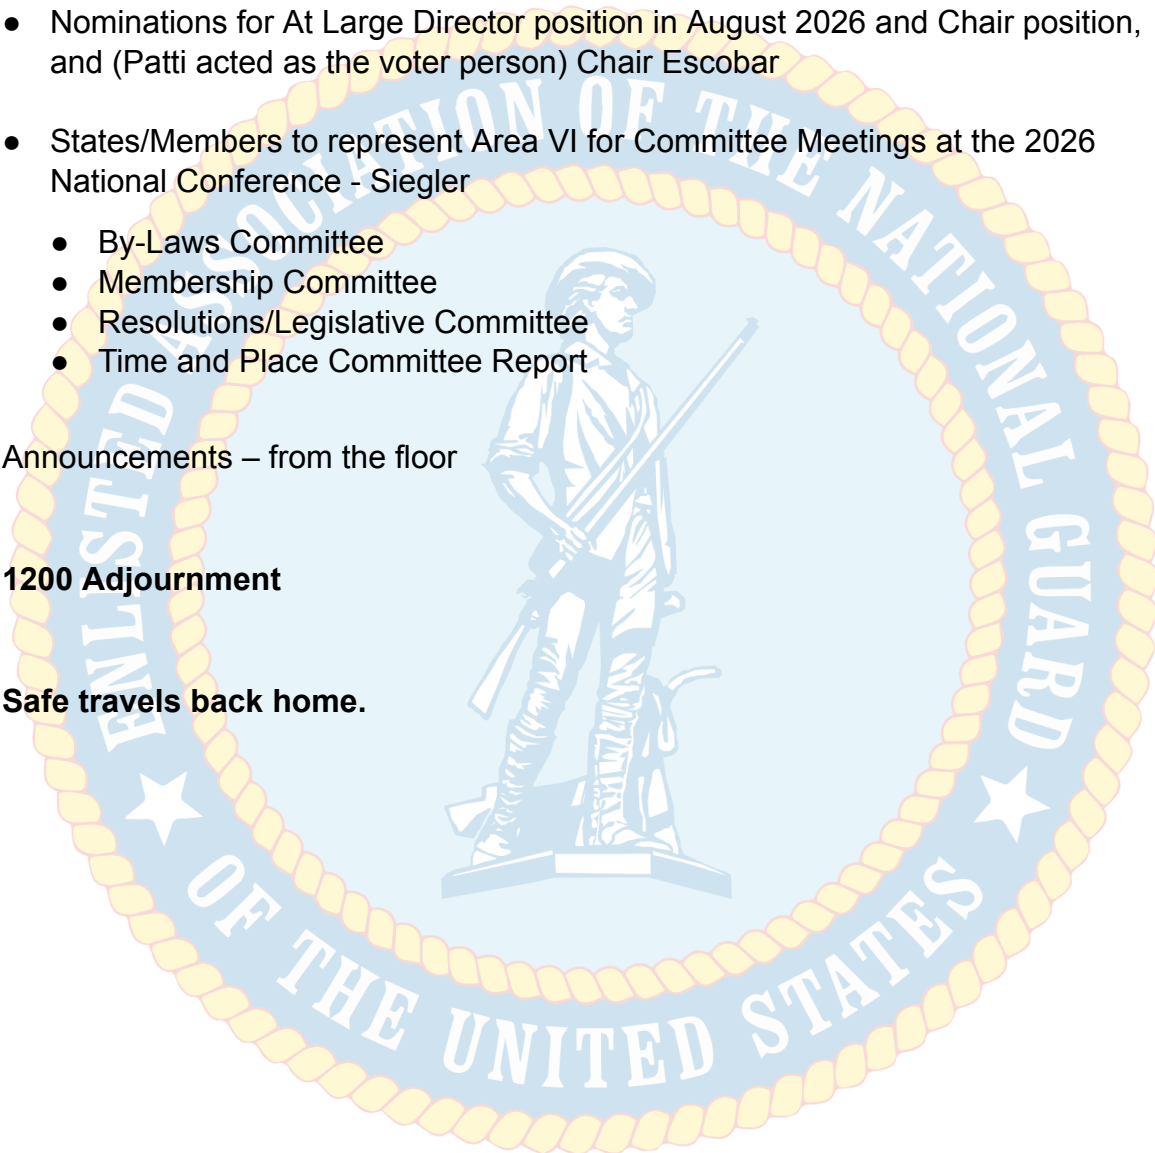 ● Nominations for At Large Director position in August 2026 and Chair position,
and (Patti acted as the voter person) Chair Escobar
● States/Members to represent Area VI for Committee Meetings at the 2026
National Conference - Siegler
● By-Laws Committee
● Membership Committee
● Resolutions/Legislative Committee
● Time and Place Committee Report
Announcements – from the floor
1200 Adjournment
Safe travels back home.
ENLISTED ASSOCIATION OF THE NATIONAL GUARD
OF THE UNITED STATES